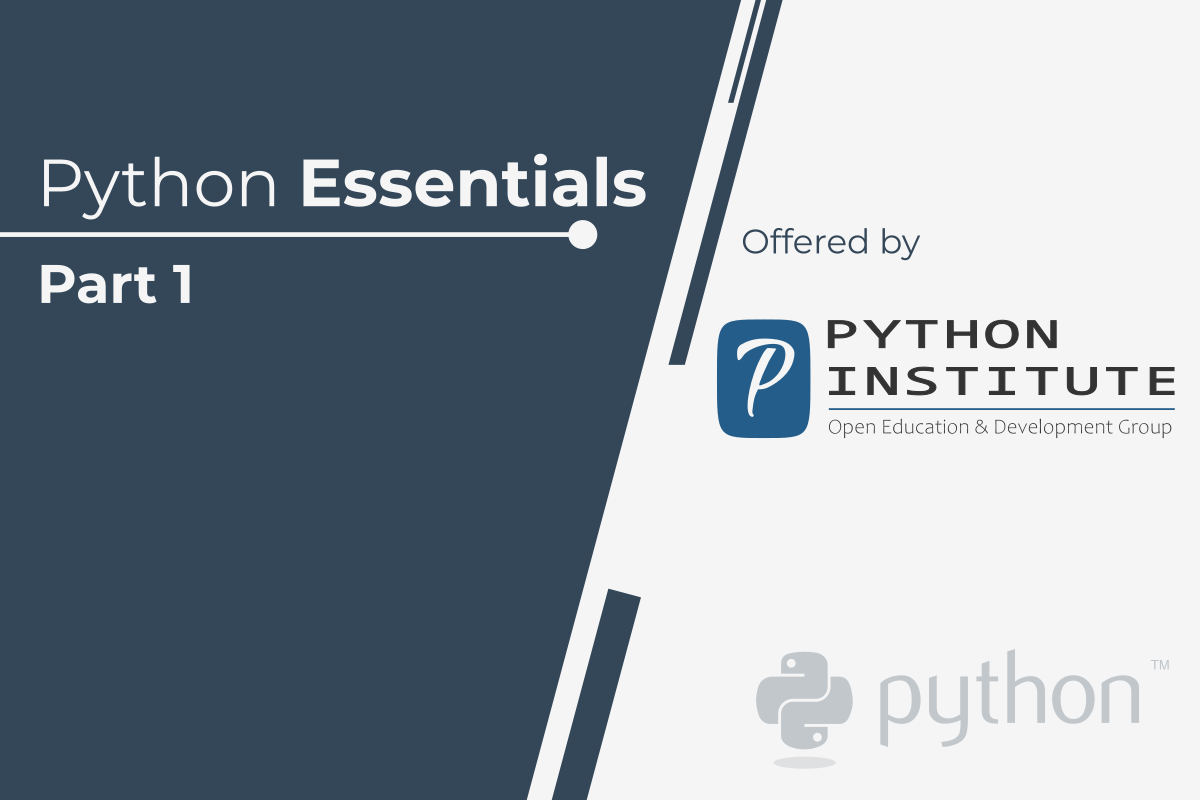 Python Essentials
Part 1
Offered by
P
PYTHON
INSTITUTE
Open Education & Development Group
python TM